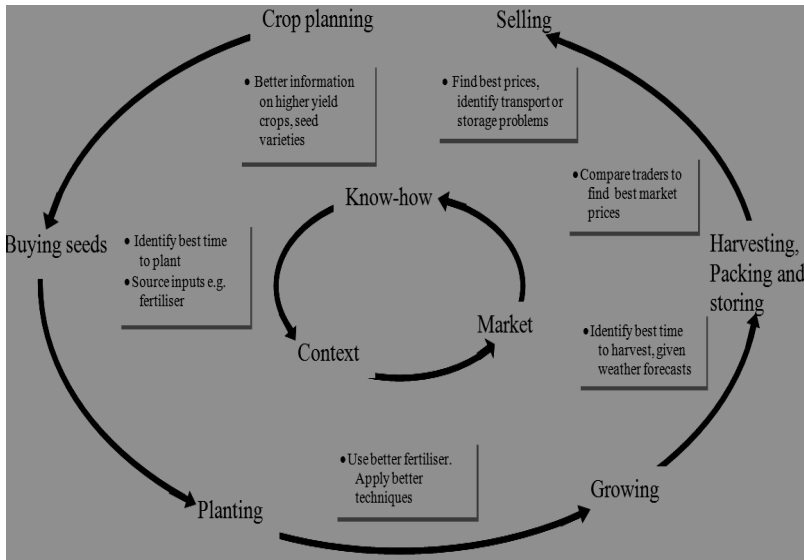 Crop planning
Selling
• Better information
on higher yield
crops, seed
varieties
• Find best prices,
identify transport or
storage problems
• Compare traders to
find best market
prices
Know-how
Buying seeds
• Identify best time
to plant
• Source inputs e.g.
fertiliser
Harvesting,
Packing and
storing
Market
Context
• Identify best time
to harvest, given
weather forecasts
• Use better fertiliser.
Apply better
techniques
Growing
Planting